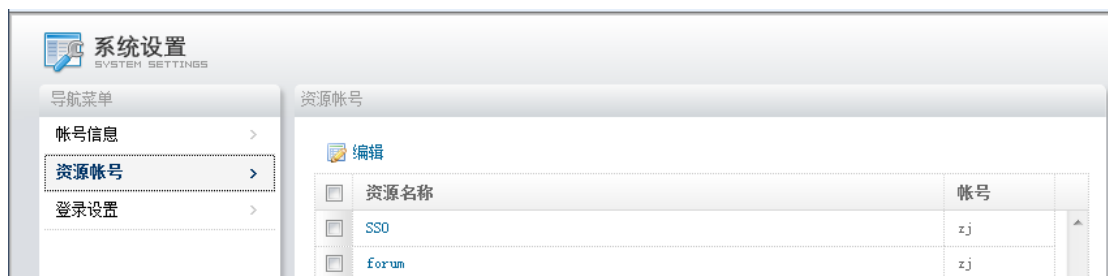 系统设置
SYSTEM SETTINGS
导航菜单
资源帐号
帐号信息
资源帐号
登录设置
编辑
资源名称 帐号
SSO zj
forum zj